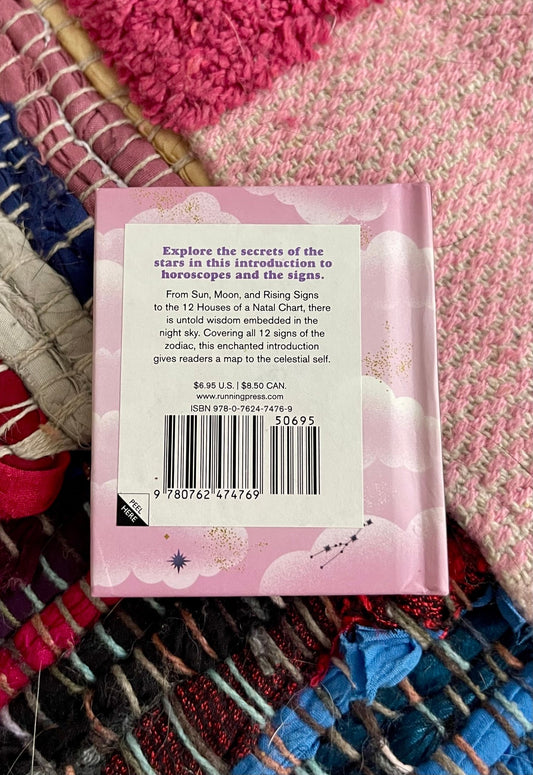 Explore the secrets of the
stars in this introduction to
horoscopes and the signs.
From Sun, Moon, and Rising Signs
to the 12 Houses of a Natal Chart, there
is untold wisdom embedded in the
night sky. Covering all 12 signs of the
zodiac, this enchanted introduction
gives readers a map to the celestial self.
$6.95 U.S. | $8.50 CAN.
www.runningpress.com
ISBN 978-0-7624-7476-9
50695
9 780762 474769
PEEL
HERE